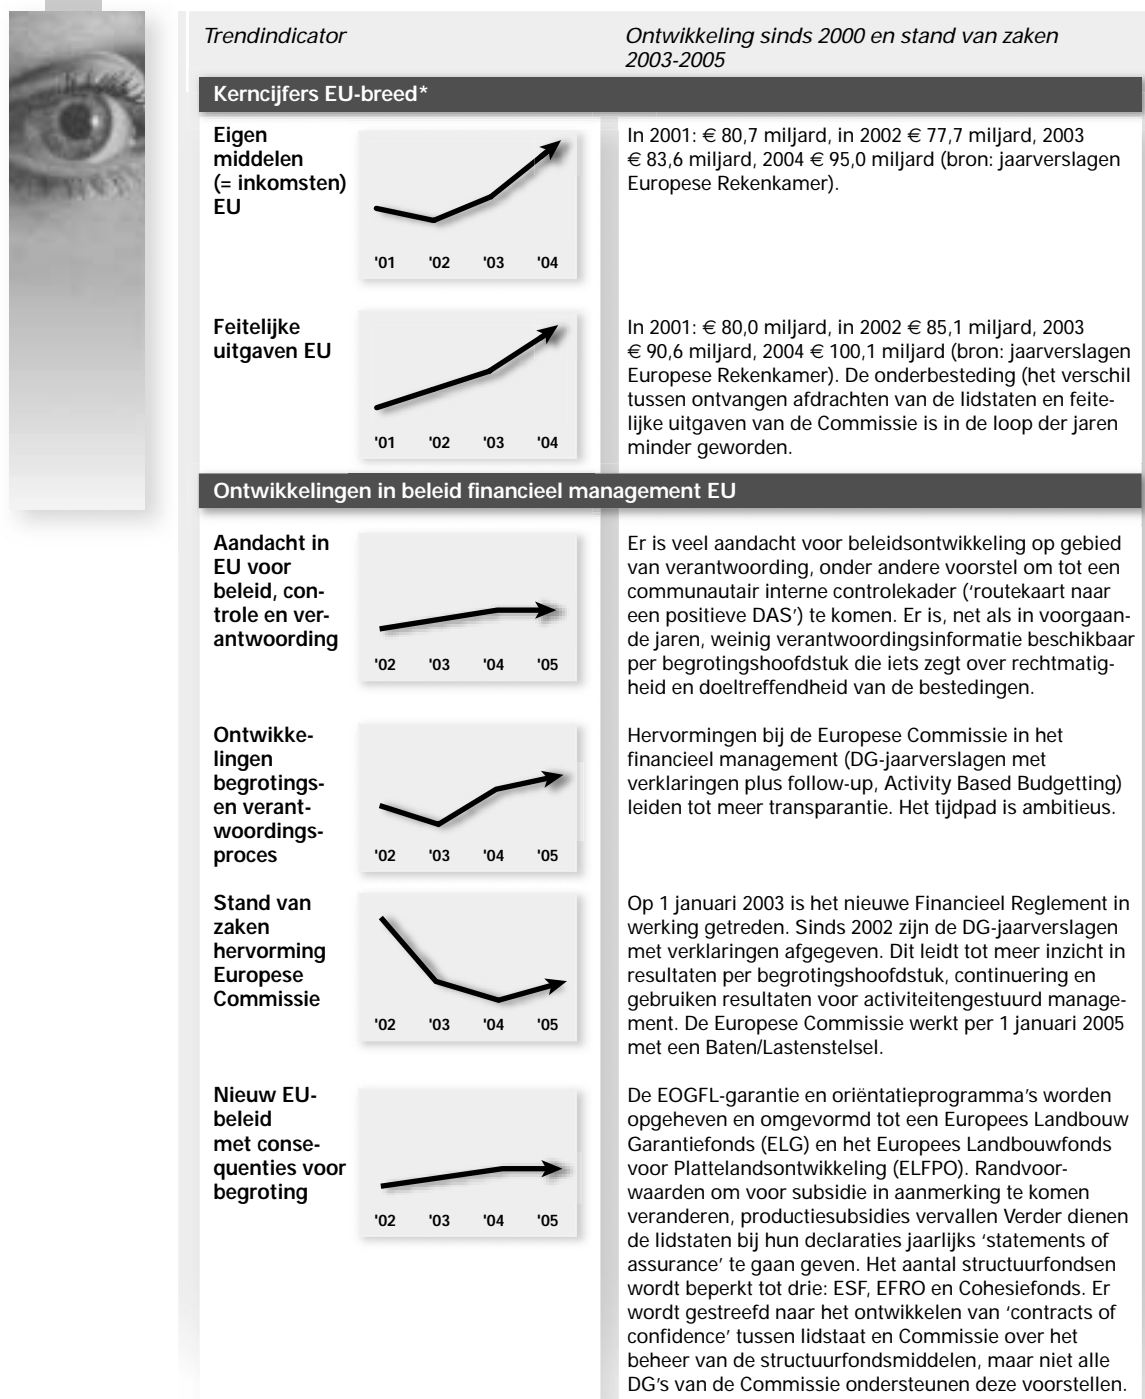 Trendindicator
Ontwikkeling sinds 2000 en stand van zaken
2003-2005
Kerncijfers EU-breed*
Eigen
middelen
(= inkomsten)
EU
'01 '02 '03 '04
In 2001: € 80,7 miljard, in 2002 € 77,7 miljard, 2003
€ 83,6 miljard, 2004 € 95,0 miljard (bron: jaarverslagen
Europese Rekenkamer).
Feitelijke
uitgaven EU
'01 '02 '03 '04
In 2001: € 80,0 miljard, in 2002 € 85,1 miljard, 2003
€ 90,6 miljard, 2004 € 100,1 miljard (bron: jaarverslagen
Europese Rekenkamer). De onderbesteding (het verschil
tussen ontvangen afdrachten van de lidstaten en feite-
lijke uitgaven van de Commissie is in de loop der jaren
minder geworden.
Ontwikkelingen in beleid financieel management EU
Aandacht in
EU voor
beleid, con-
trole en ver-
antwoording
'02 '03 '04 '05
Er is veel aandacht voor beleidsontwikkeling op gebied
van verantwoording, onder andere voorstel om tot een
communautair interne controlekader ('routekaart naar
een positieve DAS') te komen. Er is, net als in voorgaan-
de jaren, weinig verantwoordingsinformatie beschikbaar
per begrotingshoofdstuk die iets zegt over rechtmatig-
heid en doeltreffendheid van de bestedingen.
Ontwikke-
lingen
begrotings-
en verant-
woordings-
proces
'02 '03 '04 '05
Hervormingen bij de Europese Commissie in het
financieel management (DG-jaarverslagen met
verklaringen plus follow-up, Activity Based Budgetting)
leiden tot meer transparantie. Het tijdpad is ambitieus.
Stand van
zaken
hervorming
Europese
Commissie
'02 '03 '04 '05
Op 1 januari 2003 is het nieuwe Financieel Reglement in
werking getreden. Sinds 2002 zijn de DG-jaarverslagen
met verklaringen afgegeven. Dit leidt tot meer inzicht in
resultaten per begrotingshoofdstuk, continuering en
gebruiken resultaten voor activiteitengestuurd manage-
ment. De Europese Commissie werkt per 1 januari 2005
met een Baten/Lastenstelsel.
Nieuw EU-
beleid
met conse-
quenties voor
begroting
'02 '03 '04 '05
De EOGFL-garantie en oriëntatieprogramma's worden
opgeheven en omgevormd tot een Europees Landbouw
Garantiefonds (ELG) en het Europees Landbouwfonds
voor Plattelandsontwikkeling (ELFPO). Randvoor-
waarden om voor subsidie in aanmerking te komen
veranderen, productiesubsidies vervallen Verder dienen
de lidstaten bij hun declaraties jaarlijks 'statements of
assurance' te gaan geven. Het aantal structuurfondsen
wordt beperkt tot drie: ESF, EFRO en Cohesiefonds. Er
wordt gestreefd naar het ontwikkelen van 'contracts of
confidence' tussen lidstaat en Commissie over het
beheer van de structuurfondsmiddelen, maar niet alle
DG's van de Commissie ondersteunen deze voorstellen.